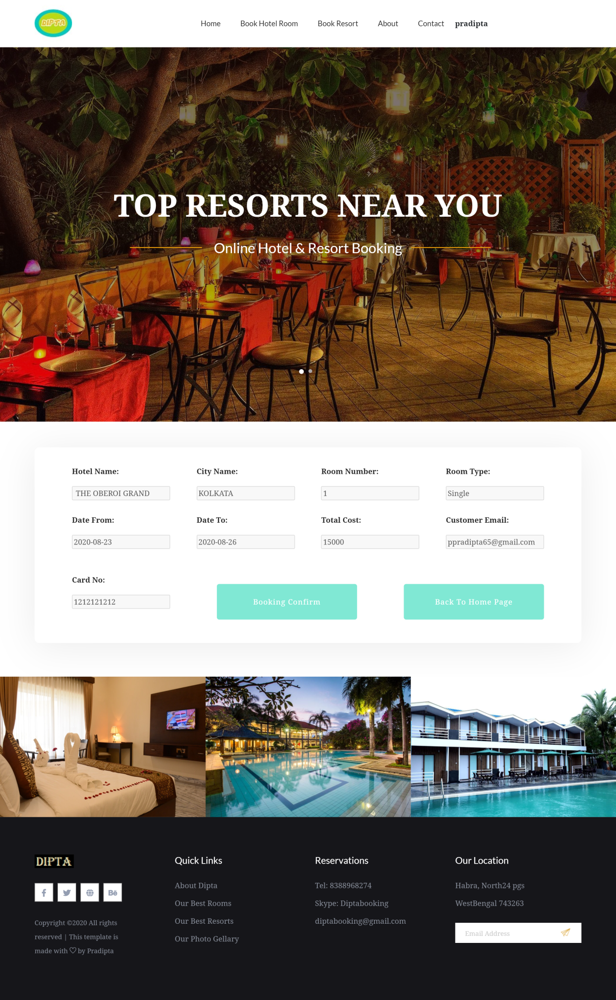 DIPTA
Home Book Hotel Room Book Resort About Contact pradipta
TOP RESORTS NEAR YOU
Online Hotel & Resort Booking
Hotel Name: City Name: Room Number: Room Type:
THE OBEROI GRAND KOLKATA 1 Single
Date From: Date To: Total Cost: Customer Email:
2020-08-23 2020-08-26 15000 ppradipta65@gmail.com
Card No:
1212121212
Booking Confirm Back To Home Page
DIPTA
Bē
Copyright ©2020 All rights
reserved | This template is
made with ♡ by Pradipta
Quick Links
About Dipta
Our Best Rooms
Our Best Resorts
Our Photo Gellary
Reservations
Tel: 8388968274
Skype: Diptabooking
diptabooking@gmail.com
Our Location
Habra, North24 pgs
WestBengal 743263
Email Address